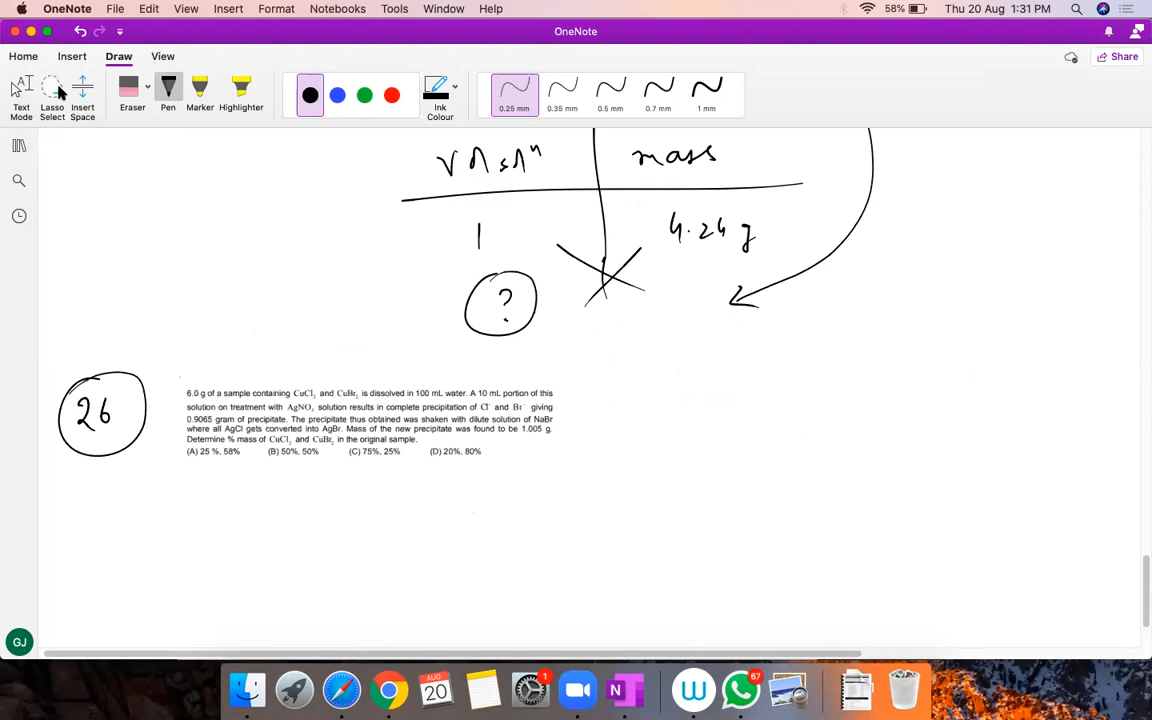 OneNote File Edit View Insert Format Notebooks Tools Window Help 58% Thu 20 Aug 1:31 PM
OneNote
Home Insert Draw View Share
Text Mode
Lasso Select
Insert Space
Eraser
Pen
Marker
Highlighter
Ink Colour
0.25 mm
0.35 mm
0.5 mm
0.7 mm
1 mm
mass
1 4.24 g
?
26
6.0 g of a sample containing CuCl₂ and CuBr₂ is dissolved in 100 mL water. A 10 mL portion of this
solution on treatment with AgNO₃ solution results in complete precipitation of Cl⁻ and Br⁻ giving
0.9065 gram of precipitate. The precipitate thus obtained was shaken with dilute solution of NaBr
where all AgCl gets converted into AgBr. Mass of the new precipitate was found to be 1.005 g.
Determine % mass of CuCl₂ and CuBr₂ in the original sample.
(A) 25 %, 58% (B) 50%, 50% (C) 75%, 25% (D) 20%, 80%
GJ
AUG
20
1
W
67
N